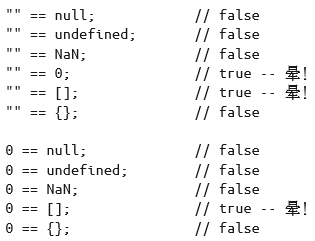 "" == null;            // false
"" == undefined;       // false
"" == NaN;             // false
"" == 0;               // true -- 晕!
"" == [];              // true -- 晕!
"" == {};              // false

0 == null;             // false
0 == undefined;        // false
0 == NaN;              // false
0 == [];               // true -- 晕!
0 == {};               // false